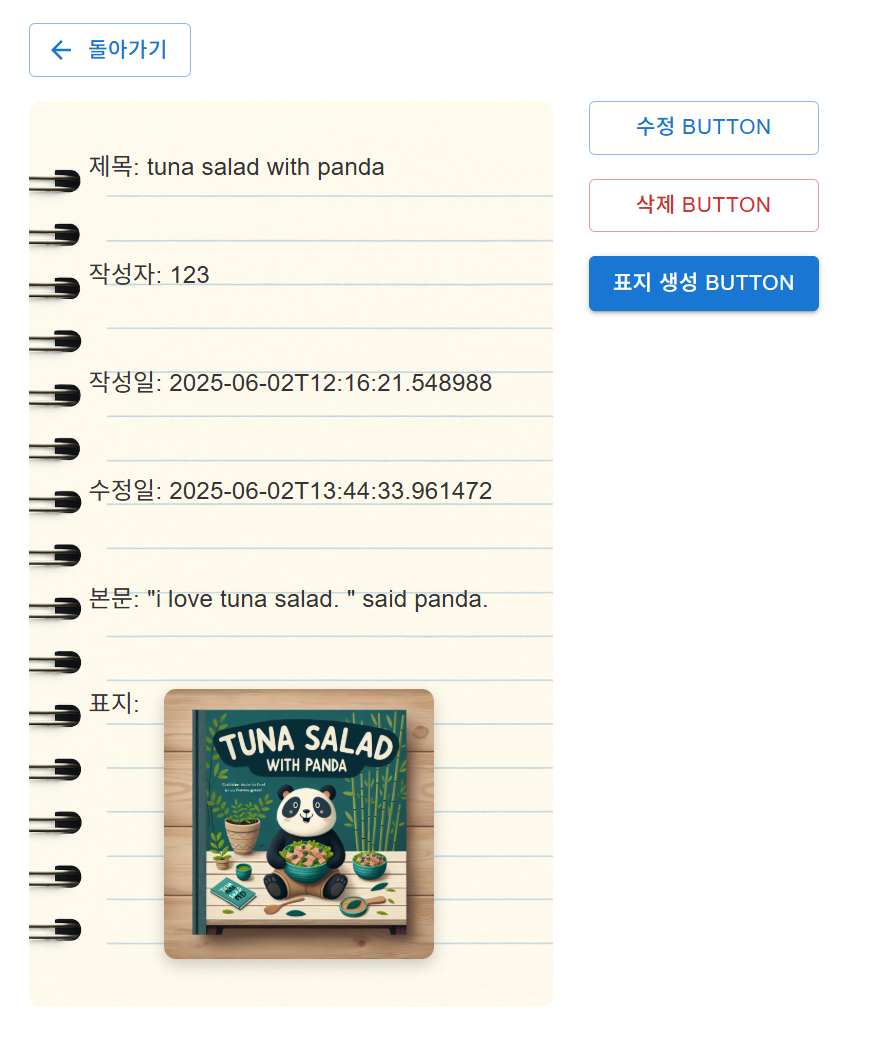 돌아가기
제목: tuna salad with panda
작성자: 123
작성일: 2025-06-02T12:16:21.548988
수정일: 2025-06-02T13:44:33.961472
본문: "i love tuna salad. " said panda.
표지:
TUNA SALAD
WITH PANDA
수정 BUTTON
삭제 BUTTON
표지 생성 BUTTON